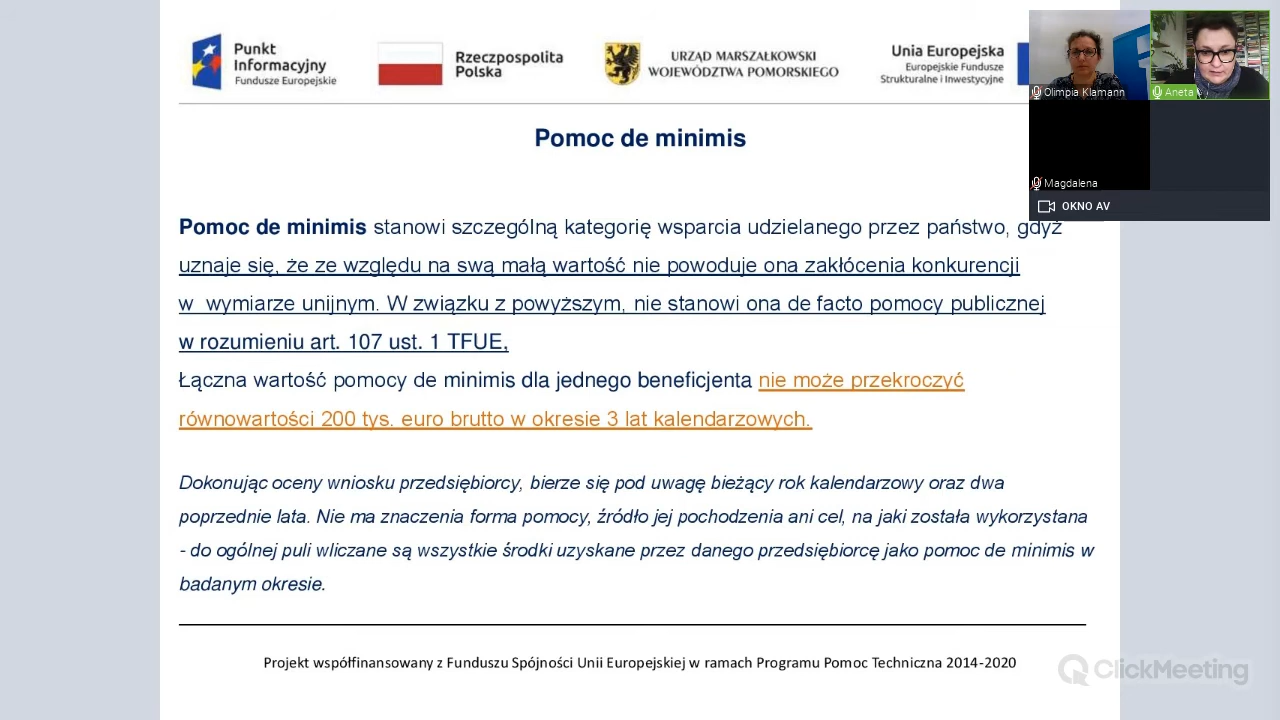 Punkt
Informacyjny
Fundusze Europejskie
Rzeczpospolita
Polska
URZĄD MARSZAŁKOWSKI
WOJEWÓDZTWA POMORSKIEGO
Unia Europejska
Europejskie Fundusze
Strukturalne i Inwestycyjne
Olimpia Klamann
Aneta
Magdalena
OKNO AV
Pomoc de minimis
Pomoc de minimis stanowi szczególną kategorię wsparcia udzielanego przez państwo, gdyż
uznaje się, że ze względu na swą małą wartość nie powoduje ona zakłócenia konkurencji
w wymiarze unijnym. W związku z powyższym, nie stanowi ona de facto pomocy publicznej
w rozumieniu art. 107 ust. 1 TFUE,
Łączna wartość pomocy de minimis dla jednego beneficjenta nie może przekroczyć
równowartości 200 tys. euro brutto w okresie 3 lat kalendarzowych.
Dokonując oceny wniosku przedsiębiorcy, bierze się pod uwagę bieżący rok kalendarzowy oraz dwa
poprzednie lata. Nie ma znaczenia forma pomocy, źródło jej pochodzenia ani cel, na jaki została wykorzystana
- do ogólnej puli wliczane są wszystkie środki uzyskane przez danego przedsiębiorcę jako pomoc de minimis w
badanym okresie.
Projekt współfinansowany z Funduszu Spójności Unii Europejskiej w ramach Programu Pomoc Techniczna 2014-2020
ClickMeeting